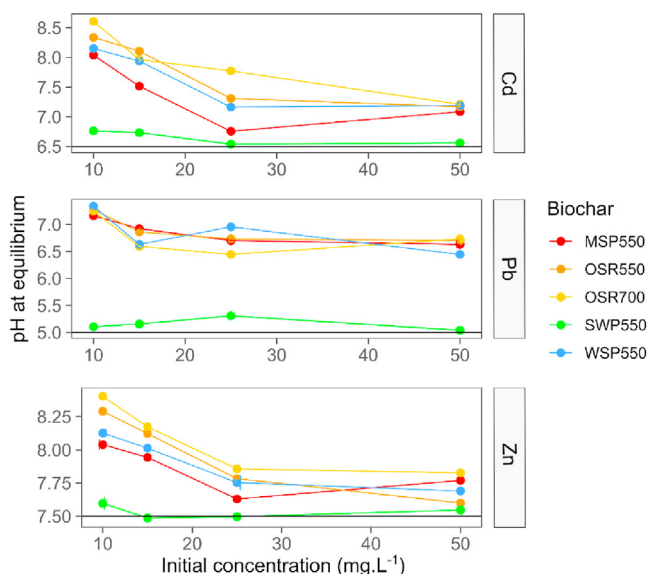 8.5
8.0
7.5
7.0
6.5
10
20
30
40
50
Cd
7.0
6.5
6.0
5.5
5.0
10
20
30
40
50
Pb
8.25
8.00
7.75
7.50
10
20
30
40
50
Zn
pH at equilibrium
Initial concentration (mg.L⁻¹)
Biochar
MSP550
OSR550
OSR700
SWP550
WSP550